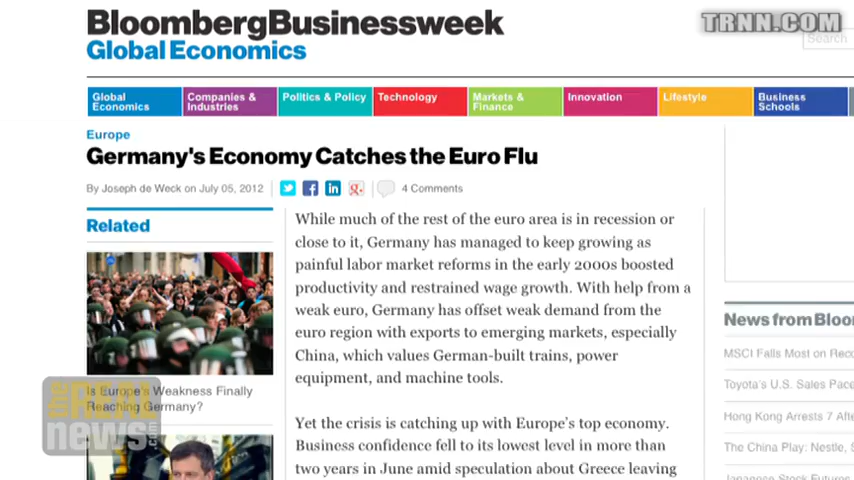 BloombergBusinessweek
TRNN.COM
Search
Global Economics
Global Economics
Companies & Industries
Politics & Policy
Technology
Markets & Finance
Innovation
Lifestyle
Business Schools
Europe
Germany's Economy Catches the Euro Flu
By Joseph de Weck on July 05, 2012
4 Comments
Related
Is Europe's Weakness Finally
Reaching Germany?
While much of the rest of the euro area is in recession or
close to it, Germany has managed to keep growing as
painful labor market reforms in the early 2000s boosted
productivity and restrained wage growth. With help from a
weak euro, Germany has offset weak demand from the
euro region with exports to emerging markets, especially
China, which values German-built trains, power
equipment, and machine tools.
Yet the crisis is catching up with Europe's top economy.
Business confidence fell to its lowest level in more than
two years in June amid speculation about Greece leaving
News from Bloo
MSCI Falls Most on Rec
Toyota's U.S. Sales Pace
Hong Kong Arrests 7 Afte
The China Play: Nestle, S
Japanese Stock Futures
the REAL
news.com